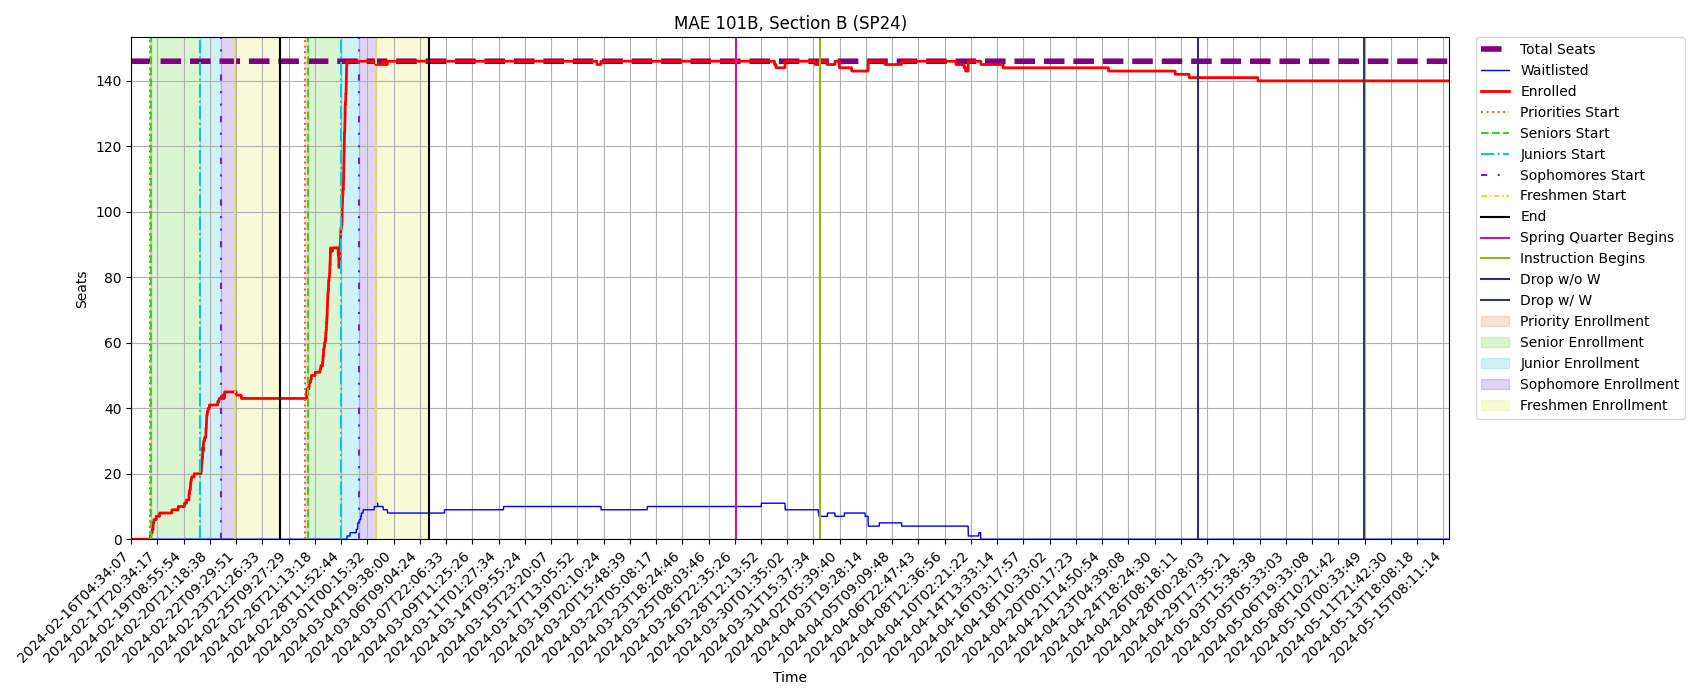 MAE 101B, Section B (SP24)
Seats
140
120
100
80
60
40
20
0
2024-02-16T04:34:07
2024-02-17T20:34:17
2024-02-19T08:55:54
2024-02-20T21:18:38
2024-02-22T09:29:51
2024-02-23T21:26:33
2024-02-25T09:27:29
2024-02-26T21:13:18
2024-02-28T11:52:44
2024-03-01T00:15:32
2024-03-04T19:38:00
2024-03-06T09:04:24
2024-03-07T22:06:33
2024-03-09T11:25:26
2024-03-11T01:27:34
2024-03-14T09:55:24
2024-03-15T23:20:07
2024-03-17T13:05:52
2024-03-19T02:10:24
2024-03-20T15:48:39
2024-03-22T05:08:17
2024-03-23T18:24:46
2024-03-25T08:03:46
2024-03-26T22:35:26
2024-03-28T12:13:52
2024-03-30T01:35:02
2024-03-31T15:37:34
2024-04-02T05:39:40
2024-04-03T19:28:14
2024-04-05T09:09:48
2024-04-06T22:47:43
2024-04-08T12:36:56
2024-04-10T02:21:22
2024-04-14T13:33:14
2024-04-16T03:17:57
2024-04-18T10:33:02
2024-04-20T00:17:23
2024-04-21T14:50:54
2024-04-23T04:39:08
2024-04-24T18:24:30
2024-04-26T08:18:11
2024-04-28T00:28:03
2024-04-29T17:35:21
2024-05-03T15:38:38
2024-05-05T05:33:03
2024-05-06T19:33:08
2024-05-08T10:21:42
2024-05-10T00:33:49
2024-05-11T21:42:30
2024-05-13T18:08:18
2024-05-15T08:11:14
Time
Total Seats
Waitlisted
Enrolled
Priorities Start
Seniors Start
Juniors Start
Sophomores Start
Freshmen Start
End
Spring Quarter Begins
Instruction Begins
Drop w/o W
Drop w/ W
Priority Enrollment
Senior Enrollment
Junior Enrollment
Sophomore Enrollment
Freshmen Enrollment